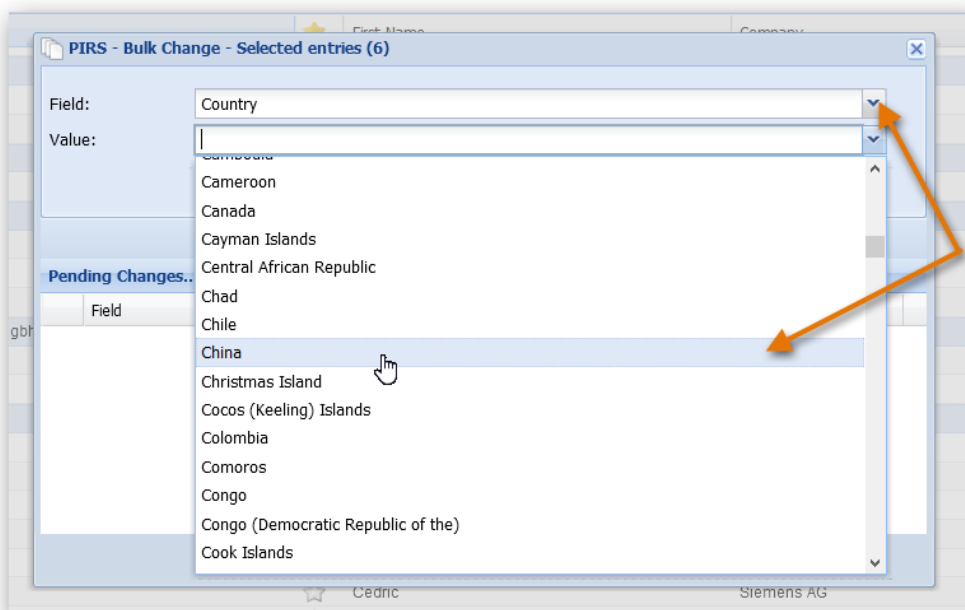 First Name Company
PIRS - Bulk Change - Selected entries (6)
Field: Country
Value:
Cambodia
Cameroon
Canada
Cayman Islands
Central African Republic
Pending Changes..
Chad
Field
Chile
gbh
China
Christmas Island
Cocos (Keeling) Islands
Colombia
Comoros
Congo
Congo (Democratic Republic of the)
Cook Islands
Cedric Siemens AG